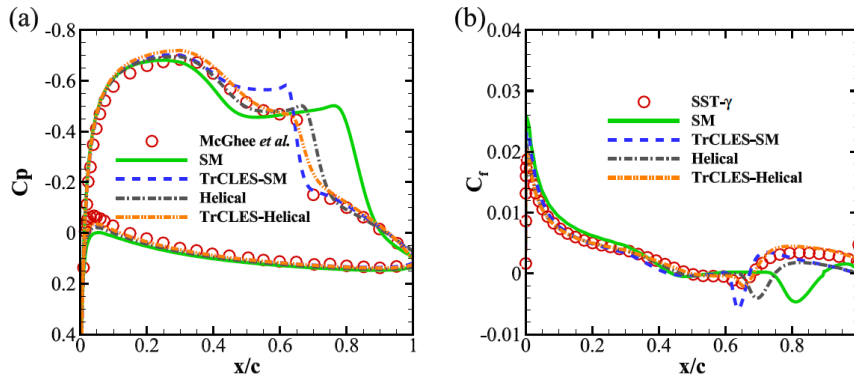 (a)
-0.8
-0.6
-0.4
-0.2
0
0.2
0.4
Cp
McGhee et al.
SM
TrCLES-SM
Helical
TrCLES-Helical
0
0.2
0.4
0.6
0.8
1
x/c
(b)
0.04
0.03
0.02
0.01
0
-0.01
Cf
SST-γ
SM
TrCLES-SM
Helical
TrCLES-Helical
0
0.2
0.4
0.6
0.8
x/c